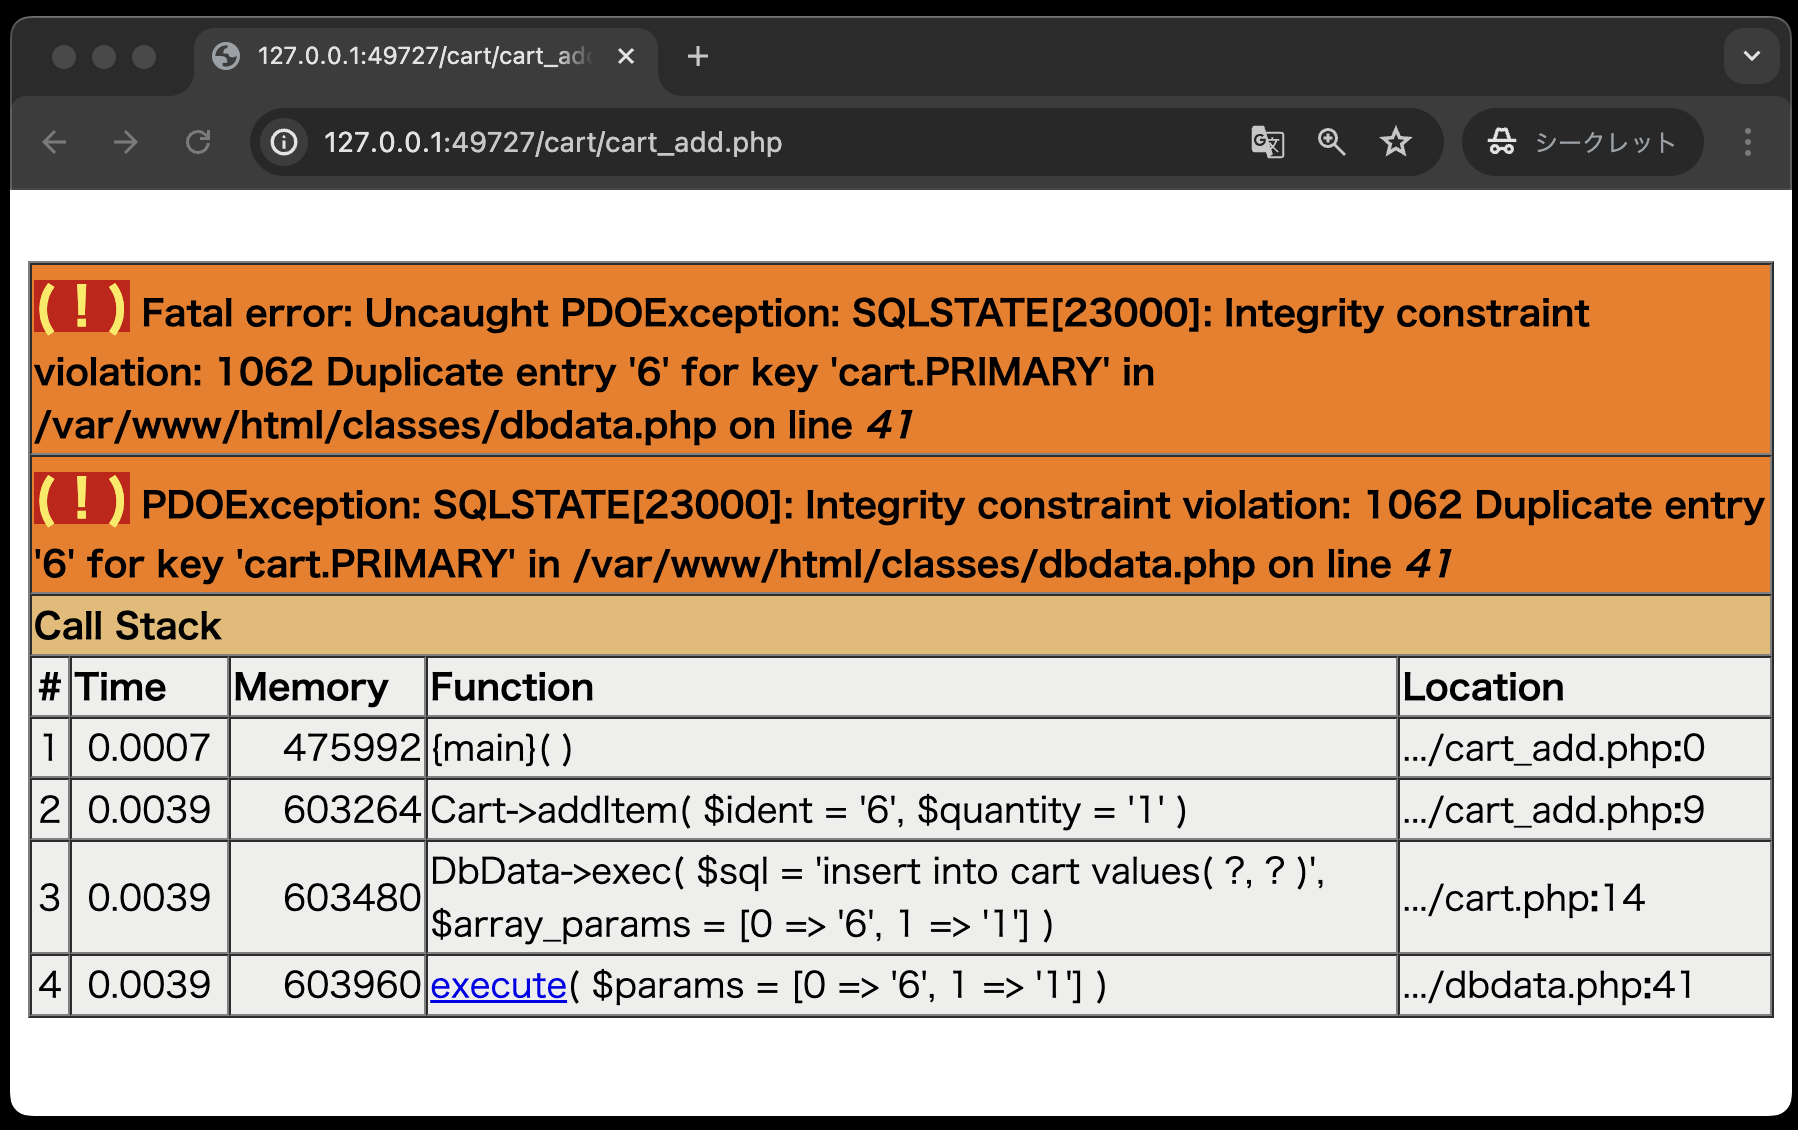 127.0.0.1:49727/cart/cart_add
127.0.0.1:49727/cart/cart_add.php
シークレット
(!) Fatal error: Uncaught PDOException: SQLSTATE[23000]: Integrity constraint
violation: 1062 Duplicate entry '6' for key 'cart.PRIMARY' in
/var/www/html/classes/dbdata.php on line 41
(!) PDOException: SQLSTATE[23000]: Integrity constraint violation: 1062 Duplicate entry
'6' for key 'cart.PRIMARY' in /var/www/html/classes/dbdata.php on line 41
Call Stack
# Time Memory Function Location
1 0.0007 475992 {main}( ) .../cart_add.php:0
2 0.0039 603264 Cart->addItem( $ident = '6', $quantity = '1' ) .../cart_add.php:9
3 0.0039 603480 DbData->exec( $sql = 'insert into cart values( ?, ? )',
$array_params = [0 => '6', 1 => '1'] ) .../cart.php:14
4 0.0039 603960 execute( $params = [0 => '6', 1 => '1'] ) .../dbdata.php:41